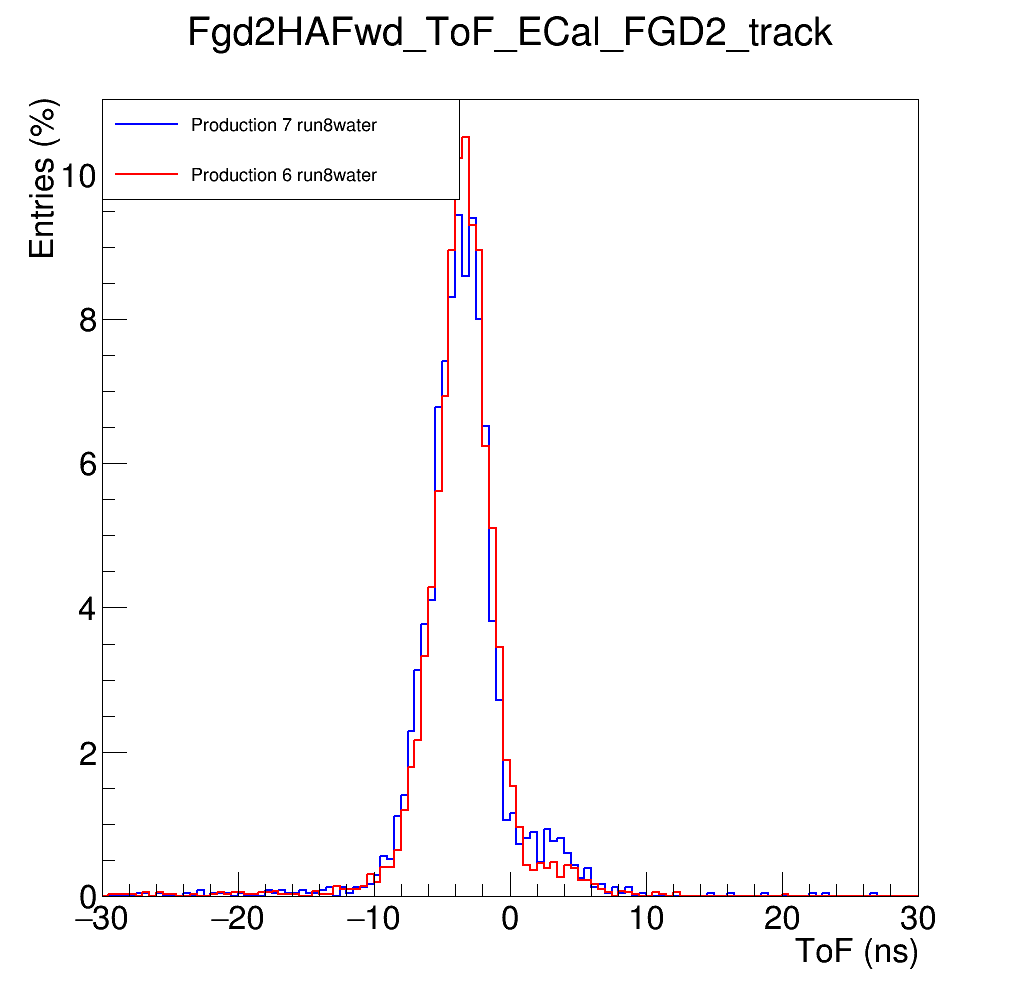 Fgd2HAFwd_ToF_ECal_FGD2_track
Entries (%)
Production 7 run8water
Production 6 run8water
10
8
6
4
2
0
−30 −20 −10 0 10 20 30
ToF (ns)